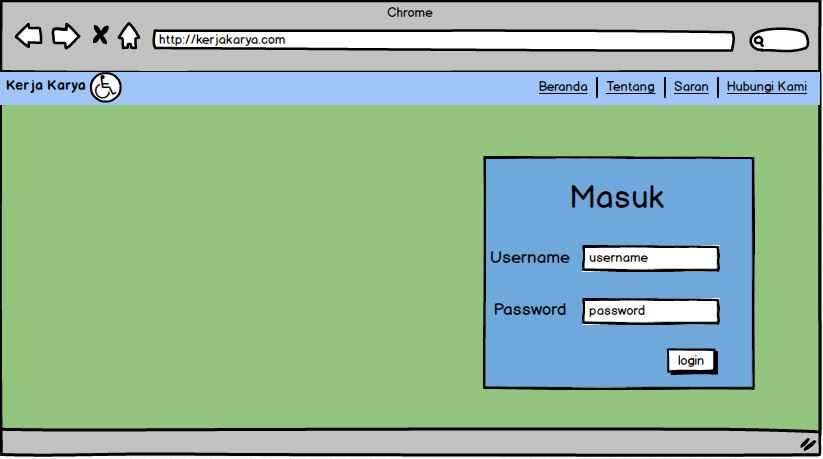 Chrome
http://kerjakarya.com
Kerja Karya
Beranda Tentang Saran Hubungi Kami
Masuk
Username username
Password password
login